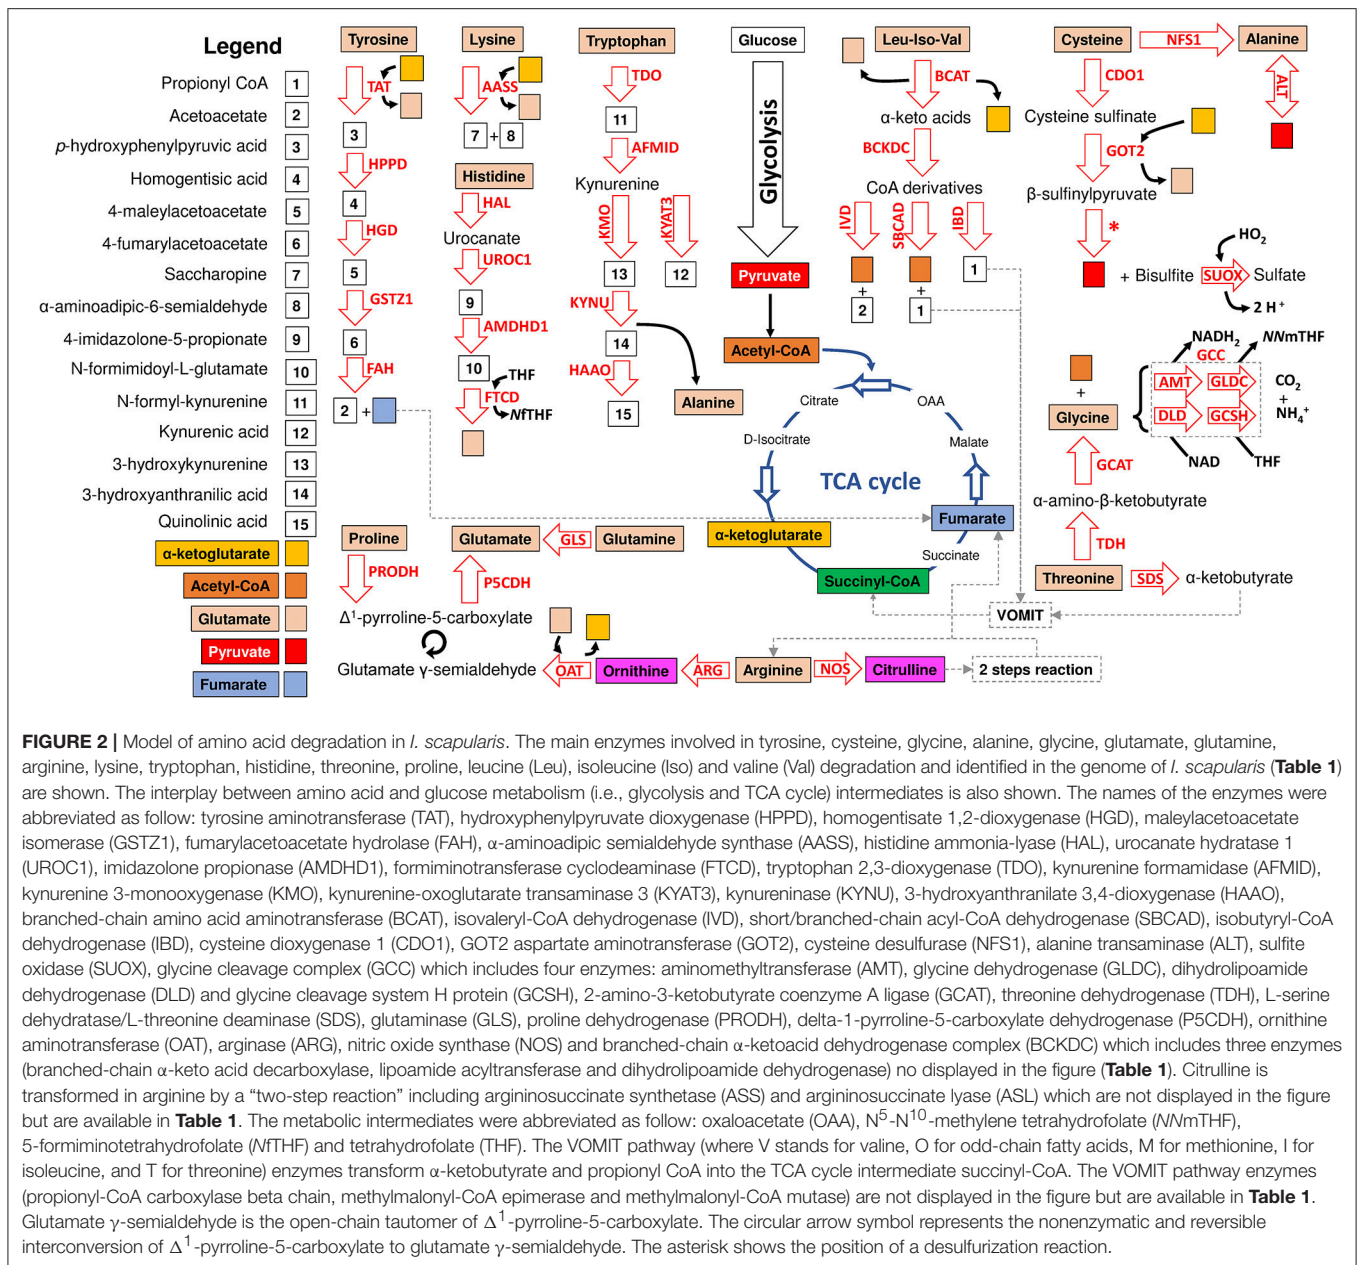 Legend
Propionyl CoA 1
Acetoacetate 2
p-hydroxyphenylpyruvic acid 3
Homogentisic acid 4
4-maleylacetoacetate 5
4-fumarylacetoacetate 6
Saccharopine 7
α-aminoadipic-6-semialdehyde 8
4-imidazolone-5-propionate 9
N-formimidoyl-L-glutamate 10
N-formyl-kynurenine 11
Kynurenic acid 12
3-hydroxykynurenine 13
3-hydroxyanthranilic acid 14
Quinolinic acid 15
α-ketoglutarate
Acetyl-CoA
Glutamate
Pyruvate
Fumarate
Tyrosine
TAT
3
HPPD
4
HGD
5
GSTZ1
6
FAH
2 +
Lysine
AASS
7 + 8
Histidine
HAL
Urocanate
UROC1
9
AMDHD1
10
THF
FTCD
NfTHF
Tryptophan
TDO
11
AFMID
Kynurenine
KMO
KYAT3
13
12
KYNU
14
HAAO
Alanine
15
Glucose
Glycolysis
Pyruvate
Acetyl-CoA
Citrate
OAA
D-Isocitrate
Malate
TCA cycle
Fumarate
α-ketoglutarate
Succinate
Succinyl-CoA
Leu-Iso-Val
BCAT
α-keto acids
BCKDC
CoA derivatives
IVD
SBCAD
IBD
1
+
+
2
1
Cysteine
NFS1
Alanine
CDO1
ALT
Cysteine sulfinate
GOT2
β-sulfinylpyruvate
*
HO2
+ Bisulfite
SUOX
Sulfate
2 H+
NADH2
NNmTHF
GCC
AMT
GLDC
CO2
+
+
Glycine
DLD
GCSH
NH4+
NAD
THF
GCAT
α-amino-β-ketobutyrate
TDH
Threonine
SDS
α-ketobutyrate
VOMIT
Proline
Glutamate
GLS
Glutamine
PRODH
P5CDH
Δ1-pyrroline-5-carboxylate
Glutamate γ-semialdehyde
OAT
Ornithine
ARG
Arginine
NOS
Citrulline
2 steps reaction
FIGURE 2 | Model of amino acid degradation in I. scapularis. The main enzymes involved in tyrosine, cysteine, glycine, alanine, glycine, glutamate, glutamine,
arginine, lysine, tryptophan, histidine, threonine, proline, leucine (Leu), isoleucine (Iso) and valine (Val) degradation and identified in the genome of I. scapularis (Table 1)
are shown. The interplay between amino acid and glucose metabolism (i.e., glycolysis and TCA cycle) intermediates is also shown. The names of the enzymes were
abbreviated as follow: tyrosine aminotransferase (TAT), hydroxyphenylpyruvate dioxygenase (HPPD), homogentisate 1,2-dioxygenase (HGD), maleylacetoacetate
isomerase (GSTZ1), fumarylacetoacetate hydrolase (FAH), α-aminoadipic semialdehyde synthase (AASS), histidine ammonia-lyase (HAL), urocanate hydratase 1
(UROC1), imidazolone propionase (AMDHD1), formiminotransferase cyclodeaminase (FTCD), tryptophan 2,3-dioxygenase (TDO), kynurenine formamidase (AFMID),
kynurenine 3-monooxygenase (KMO), kynurenine-oxoglutarate transaminase 3 (KYAT3), kynureninase (KYNU), 3-hydroxyanthranilate 3,4-dioxygenase (HAAO),
branched-chain amino acid aminotransferase (BCAT), isovaleryl-CoA dehydrogenase (IVD), short/branched-chain acyl-CoA dehydrogenase (SBCAD), isobutyryl-CoA
dehydrogenase (IBD), cysteine dioxygenase 1 (CDO1), GOT2 aspartate aminotransferase (GOT2), cysteine desulfurase (NFS1), alanine transaminase (ALT), sulfite
oxidase (SUOX), glycine cleavage complex (GCC) which includes four enzymes: aminomethyltransferase (AMT), glycine dehydrogenase (GLDC), dihydrolipoamide
dehydrogenase (DLD) and glycine cleavage system H protein (GCSH), 2-amino-3-ketobutyrate coenzyme A ligase (GCAT), threonine dehydrogenase (TDH), L-serine
dehydratase/L-threonine deaminase (SDS), glutaminase (GLS), proline dehydrogenase (PRODH), delta-1-pyrroline-5-carboxylate dehydrogenase (P5CDH), ornithine
aminotransferase (OAT), arginase (ARG), nitric oxide synthase (NOS) and branched-chain α-ketoacid dehydrogenase complex (BCKDC) which includes three enzymes
(branched-chain α-keto acid decarboxylase, lipoamide acyltransferase and dihydrolipoamide dehydrogenase) no displayed in the figure (Table 1). Citrulline is
transformed in arginine by a “two-step reaction” including argininosuccinate synthetase (ASS) and argininosuccinate lyase (ASL) which are not displayed in the figure
but are available in Table 1. The metabolic intermediates were abbreviated as follow: oxaloacetate (OAA), N5-N10-methylene tetrahydrofolate (NNmTHF),
5-formiminotetrahydrofolate (NfTHF) and tetrahydrofolate (THF). The VOMIT pathway (where V stands for valine, O for odd-chain fatty acids, M for methionine, I for
isoleucine, and T for threonine) enzymes transform α-ketobutyrate and propionyl CoA into the TCA cycle intermediate succinyl-CoA. The VOMIT pathway enzymes
(propionyl-CoA carboxylase beta chain, methylmalonyl-CoA epimerase and methylmalonyl-CoA mutase) are not displayed in the figure but are available in Table 1.
Glutamate γ-semialdehyde is the open-chain tautomer of Δ1-pyrroline-5-carboxylate. The circular arrow symbol represents the nonenzymatic and reversible
interconversion of Δ1-pyrroline-5-carboxylate to glutamate γ-semialdehyde. The asterisk shows the position of a desulfurization reaction.